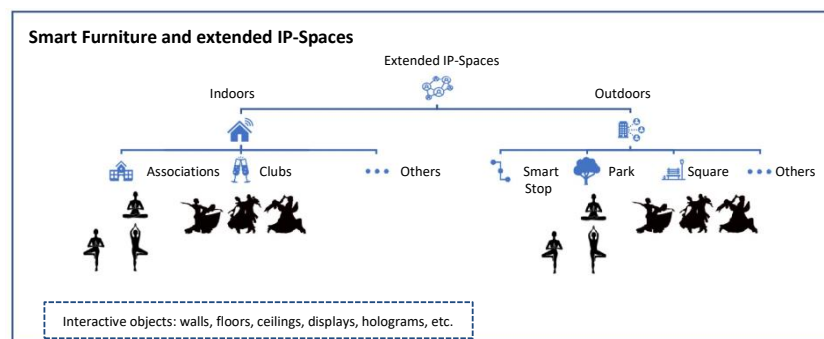 Smart Furniture and extended IP-Spaces
Extended IP-Spaces
Indoors
Outdoors
Associations
Clubs
Others
Smart
Stop
Park
Square
Others
Interactive objects: walls, floors, ceilings, displays, holograms, etc.